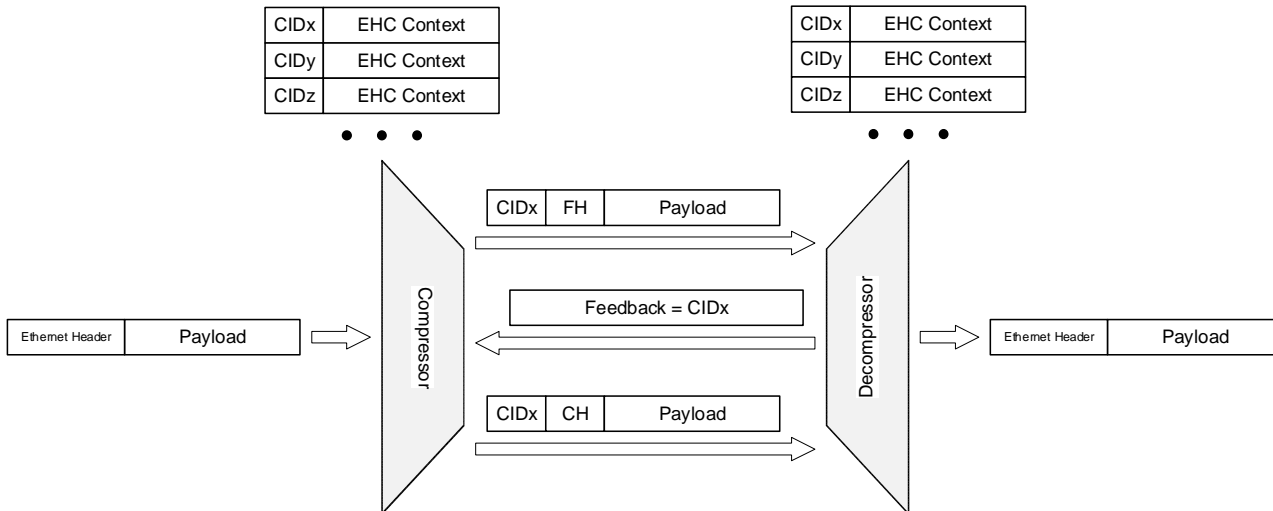 CIDx EHC Context
CIDy EHC Context
CIDz EHC Context
CIDx EHC Context
CIDy EHC Context
CIDz EHC Context
CIDx FH Payload
Feedback = CIDx
CIDx CH Payload
Ethernet Header Payload
Compressor
Decompressor
Ethernet Header Payload